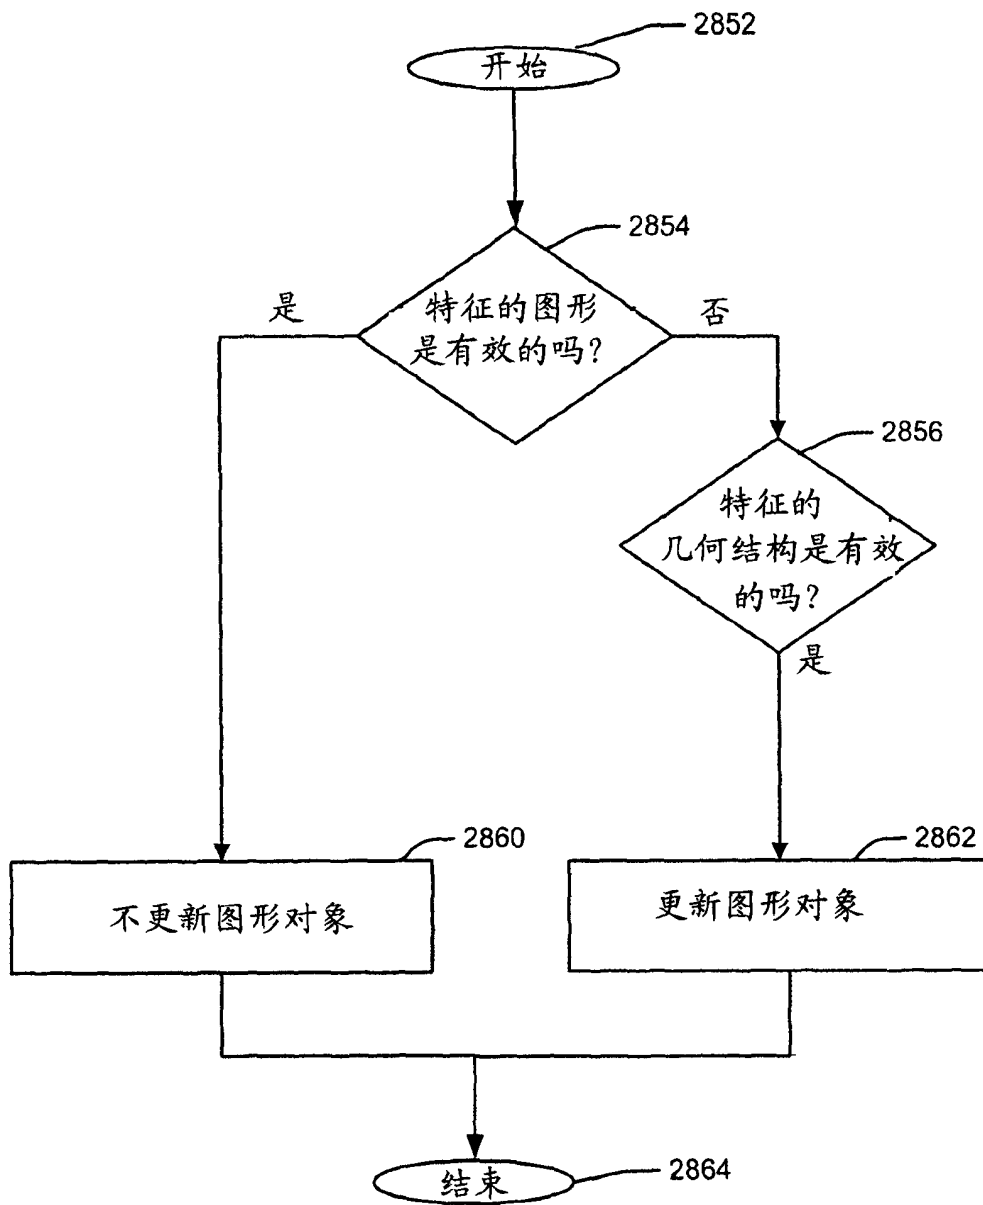 2852
开始
2854
是
特征的图形
是有效的吗？
否
2856
特征的
几何结构是有效
的吗？
是
2860
不更新图形对象
2862
更新图形对象
结束
2864